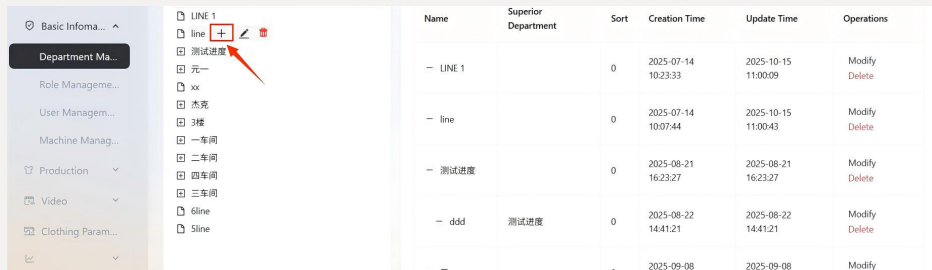 Basic Infoma...
Department Ma...
Role Manageme...
User Managem...
Machine Manag...
Production
Video
Clothing Param...
LINE 1
line
测试进度
元一
xx
杰克
3楼
一车间
二车间
四车间
三车间
6line
5line
Name Superior Department Sort Creation Time Update Time Operations
LINE 1 0 2025-07-14 10:23:33 2025-10-15 11:00:09 Modify Delete
line 0 2025-07-14 10:07:44 2025-10-15 11:00:43 Modify Delete
测试进度 0 2025-08-21 16:23:27 2025-08-21 16:23:27 Modify Delete
ddd 测试进度 0 2025-08-22 14:41:21 2025-08-22 14:41:21 Modify Delete
2025-09-08 2025-09-08 Modify